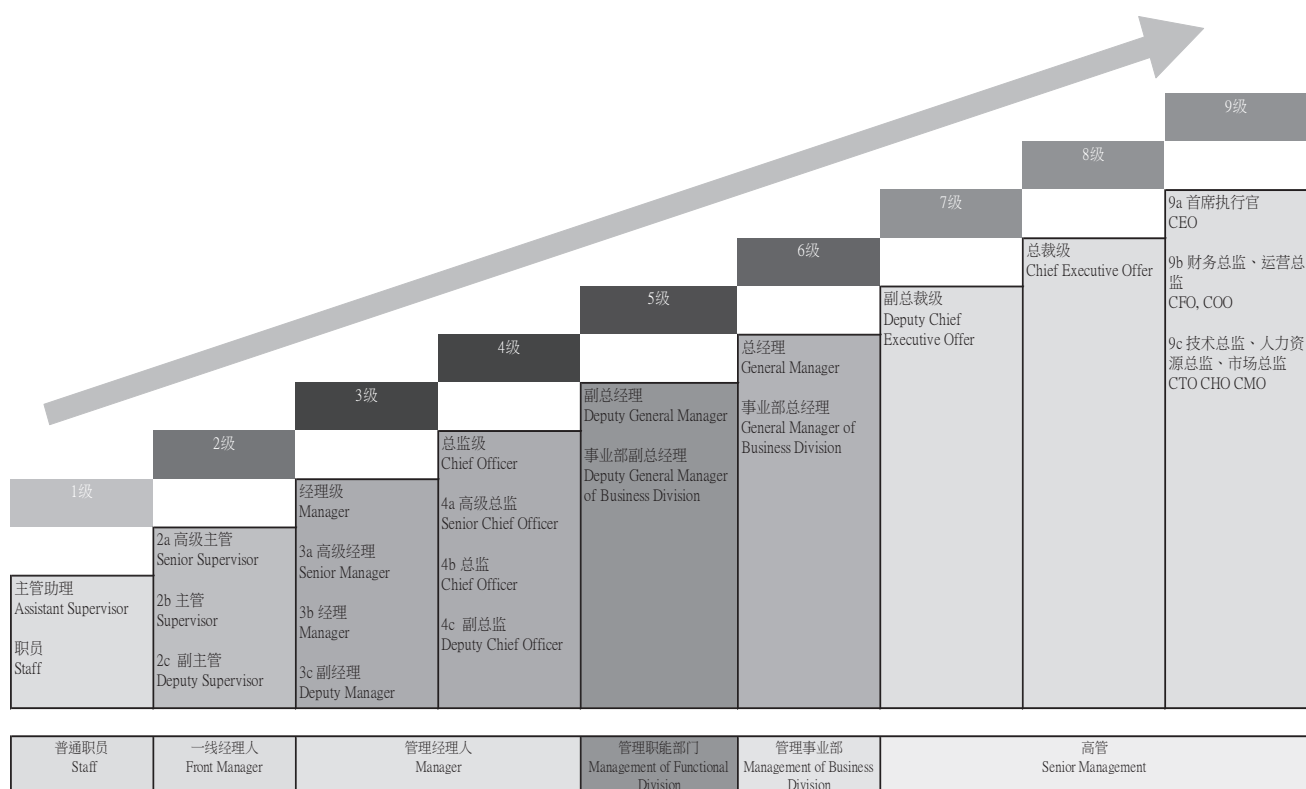 1级
主管助理
Assistant Supervisor
职员
Staff
2级
2a 高级主管
Senior Supervisor
2b 主管
Supervisor
2c 副主管
Deputy Supervisor
3级
经理级
Manager
3a 高级经理
Senior Manager
3b 经理
Manager
3c 副经理
Deputy Manager
4级
总监级
Chief Officer
4a 高级总监
Senior Chief Officer
4b 总监
Chief Officer
4c 副总监
Deputy Chief Officer
5级
副总经理
Deputy General Manager
事业部副总经理
Deputy General Manager
of Business Division
6级
总经理
General Manager
事业部总经理
General Manager of
Business Division
7级
副总裁级
Deputy Chief
Executive Offer
8级
总裁级
Chief Executive Offer
9级
9a 首席执行官
CEO
9b 财务总监、运营总
监
CFO, COO
9c 技术总监、人力资
源总监、市场总监
CTO CHO CMO
普通职员
Staff
一线经理人
Front Manager
管理经理人
Manager
管理职能部门
Management of Functional
Division
管理事业部
Management of Business
Division
高管
Senior Management